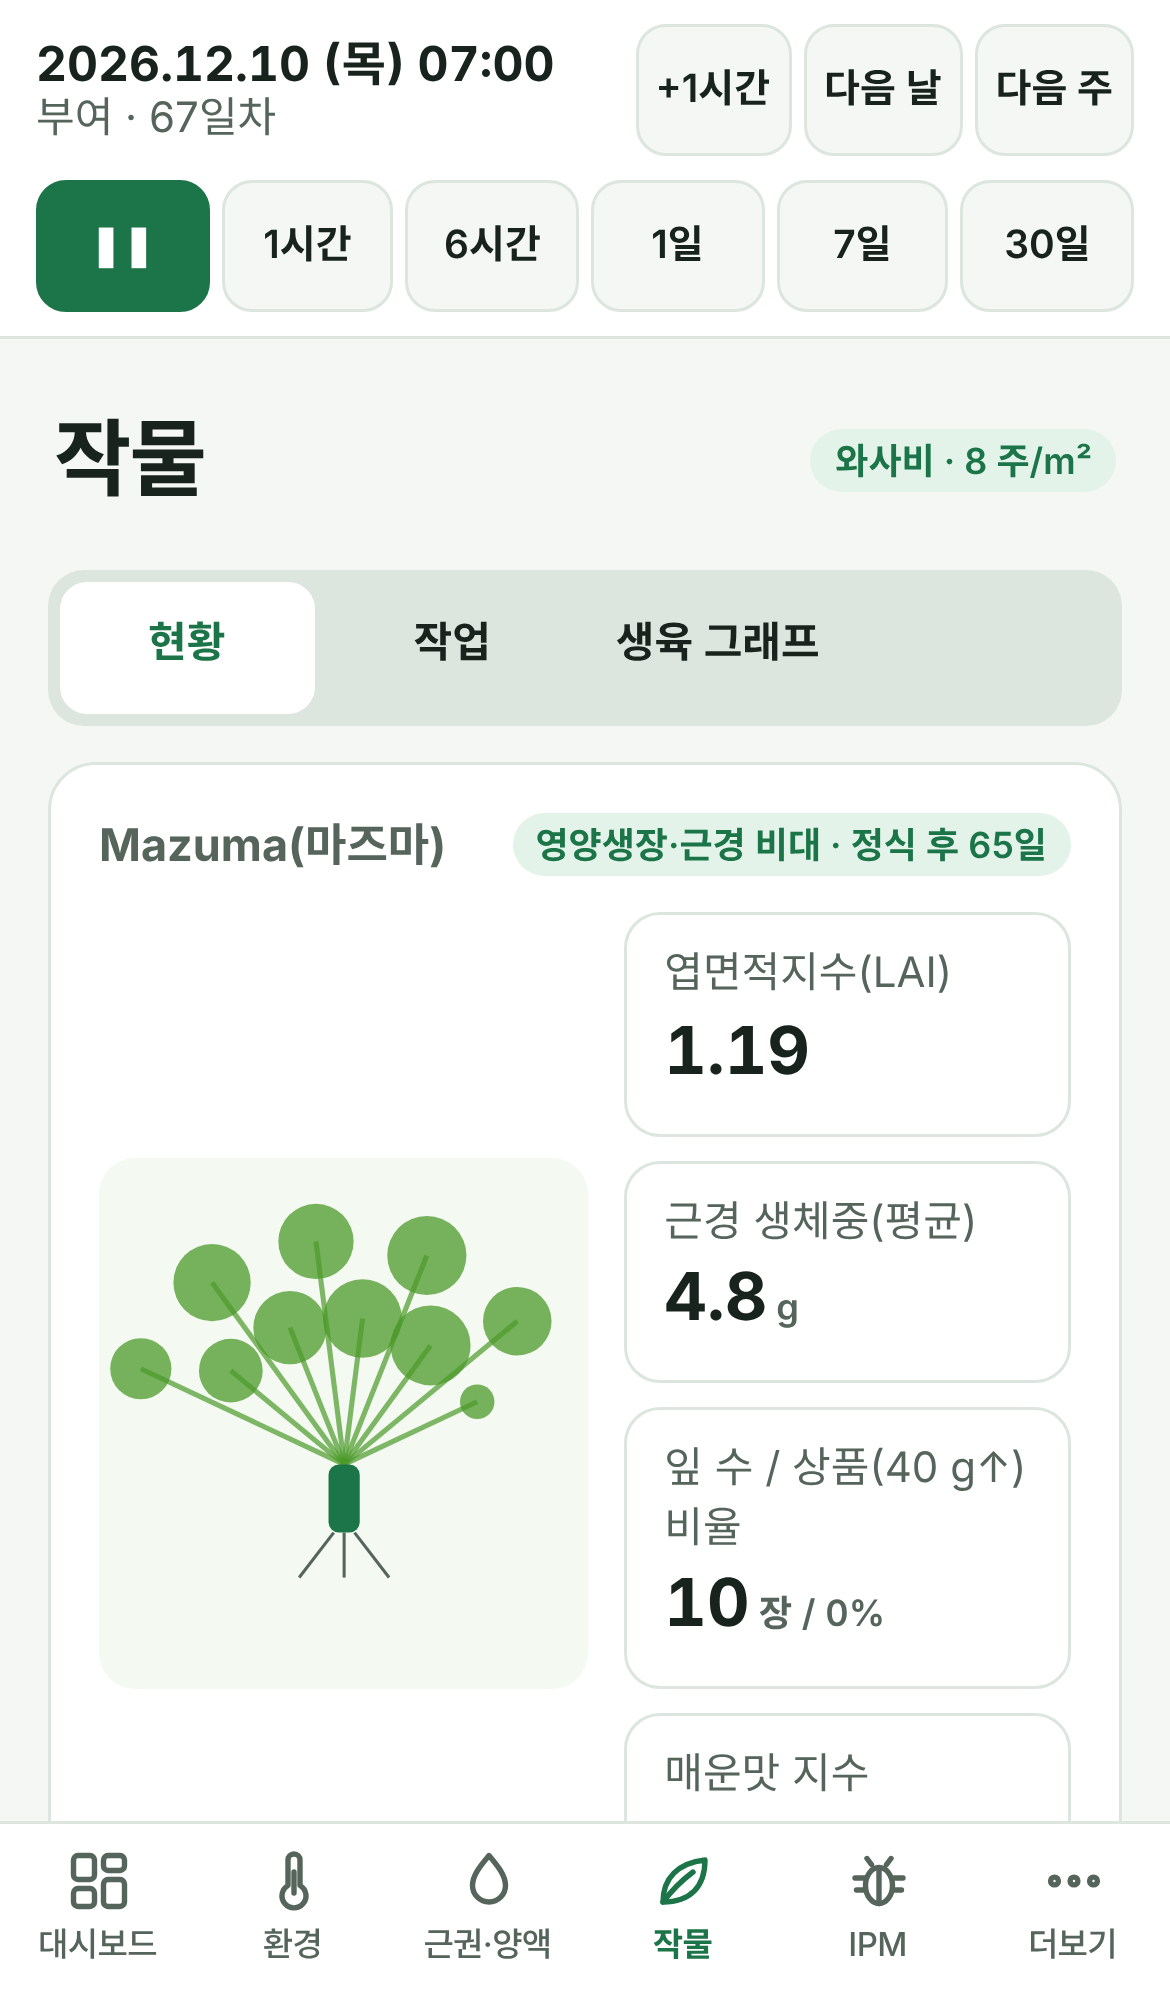 2026.12.10 (목) 07:00
부여 · 67일차
+1시간
다음 날
다음 주
1시간
6시간
1일
7일
30일
작물
와사비 · 8 주/m²
현황
작업
생육 그래프
Mazuma(마즈마)
영양생장·근경 비대 · 정식 후 65일
엽면적지수(LAI)
1.19
근경 생체중(평균)
4.8 g
잎 수 / 상품(40 g↑)
비율
10 장 / 0%
매운맛 지수
대시보드
환경
근권·양액
작물
IPM
더보기